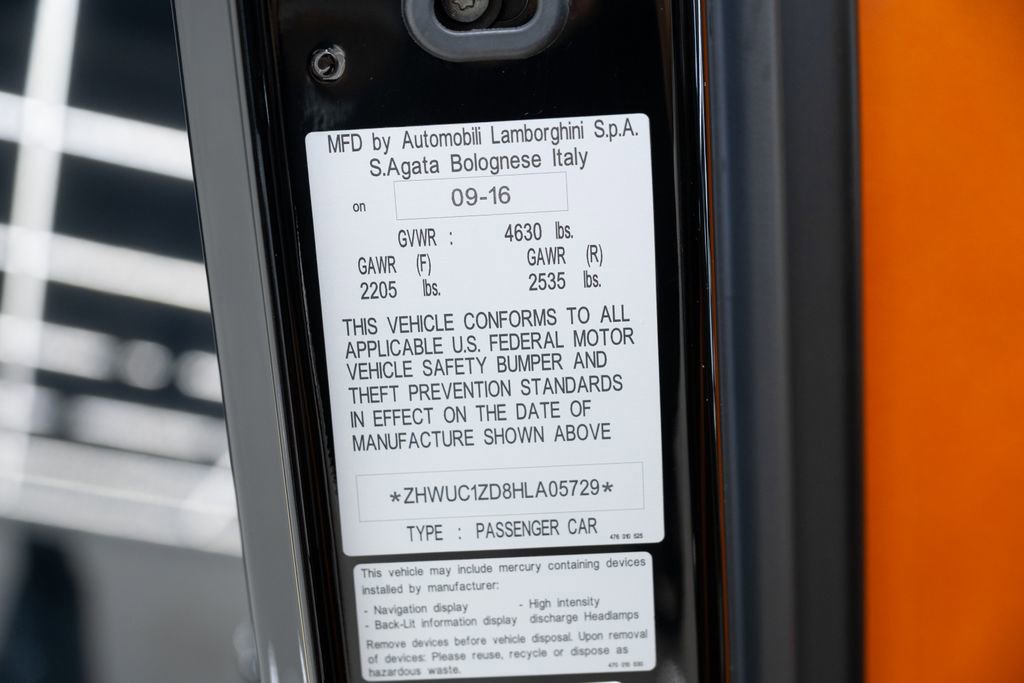 MFD by Automobili Lamborghini S.p.A.
S.Agata Bolognese Italy
on 09-16
GVWR : 4630 lbs.
GAWR (F) GAWR (R)
2205 lbs. 2535 lbs.
THIS VEHICLE CONFORMS TO ALL
APPLICABLE U.S. FEDERAL MOTOR
VEHICLE SAFETY BUMPER AND
THEFT PREVENTION STANDARDS
IN EFFECT ON THE DATE OF
MANUFACTURE SHOWN ABOVE
*ZHWUC1ZD8HLA05729*
TYPE : PASSENGER CAR
476 010 525
This vehicle may include mercury containing devices
installed by manufacturer:
- Navigation display - High intensity
- Back-Lit information display discharge Headlamps
Remove devices before vehicle disposal. Upon removal
of devices: Please reuse, recycle or dispose as
hazardous waste.